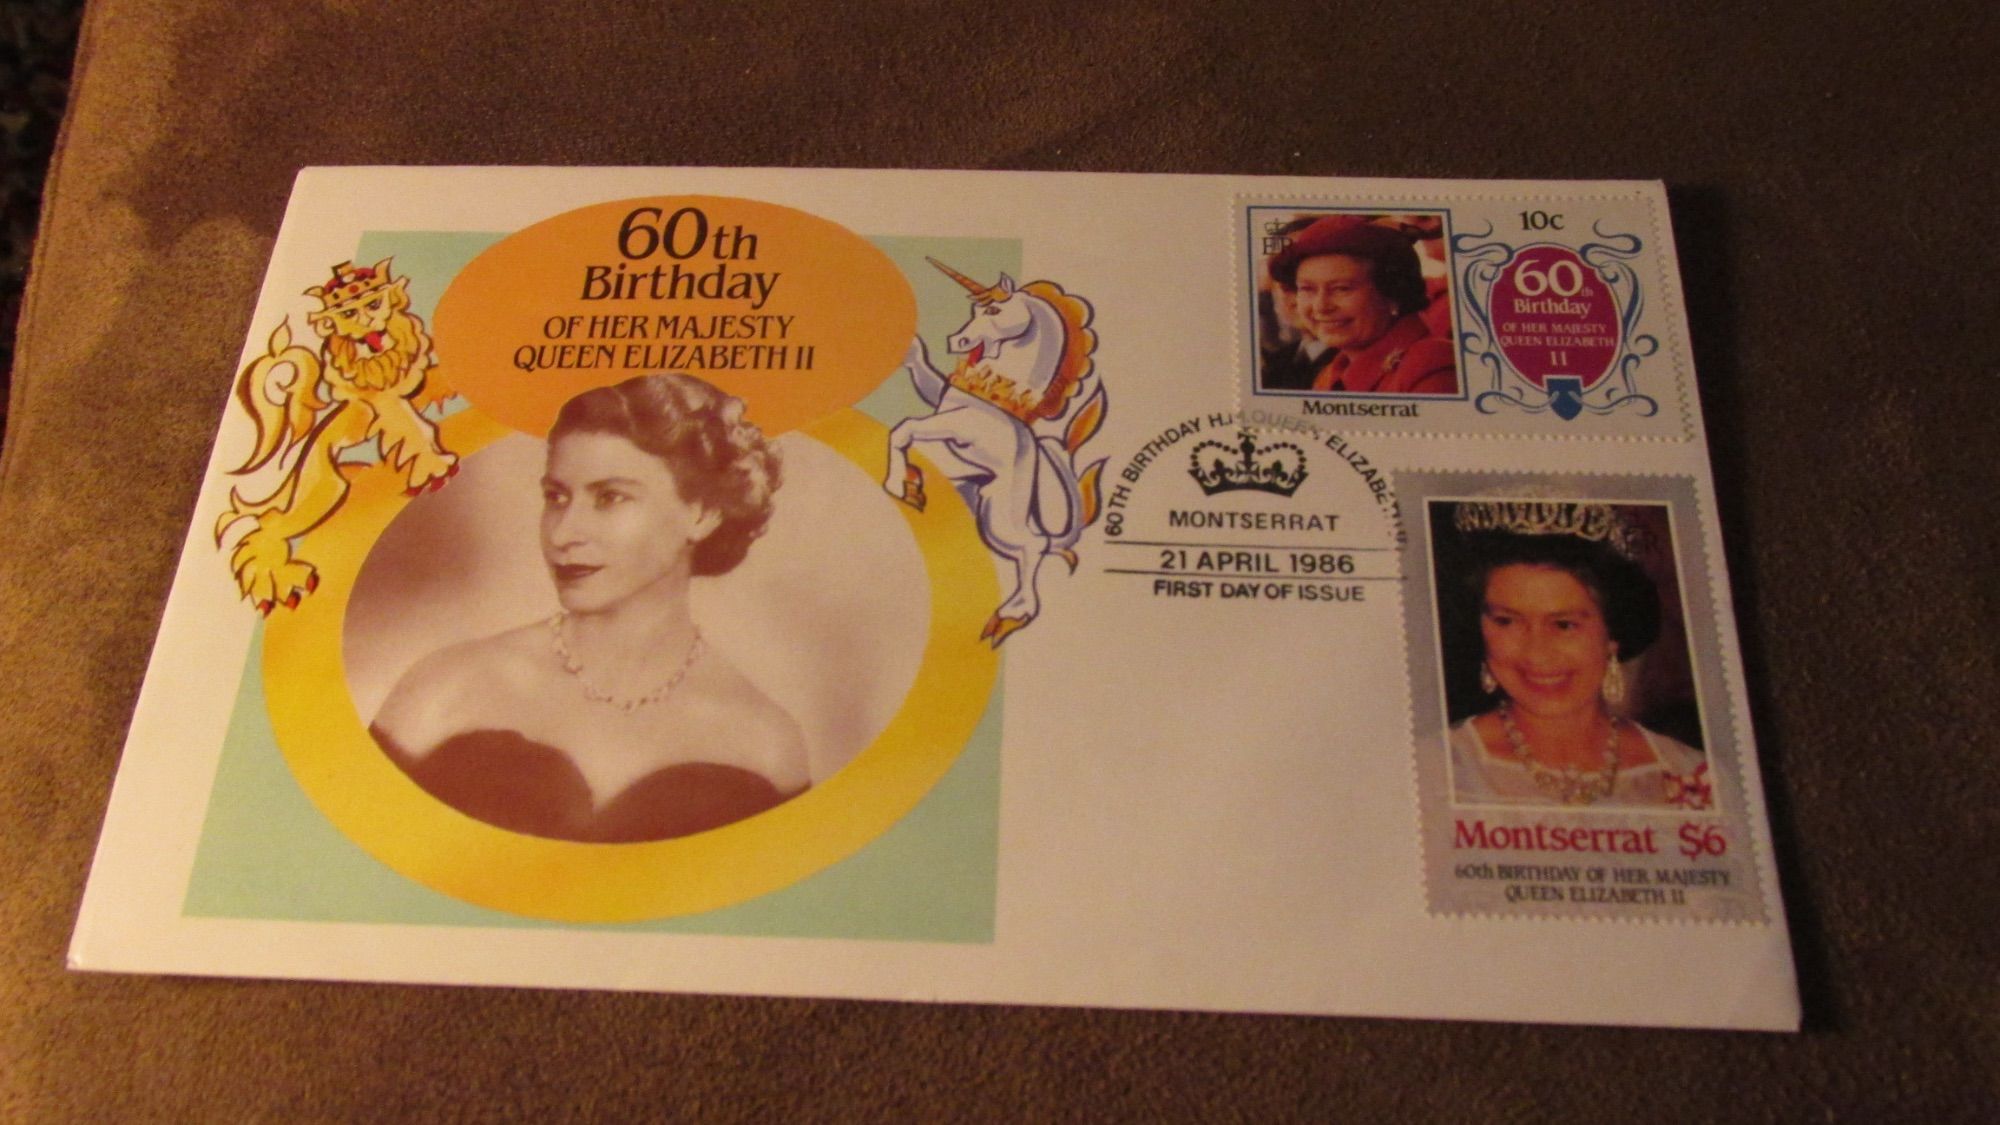 60th
Birthday
OF HER MAJESTY
QUEEN ELIZABETH II
10c
60th
Birthday
OF HER MAJESTY
QUEEN ELIZABETH
II
Montserrat
60TH BIRTHDAY H.M. QUEEN ELIZABETH
MONTSERRAT
21 APRIL 1986
FIRST DAY OF ISSUE
Montserrat $6
60th BIRTHDAY OF HER MAJESTY
QUEEN ELIZABETH II